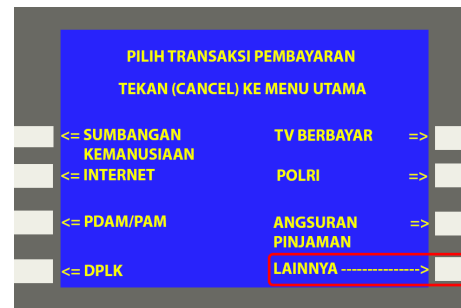 PILIH TRANSAKSI PEMBAYARAN
TEKAN (CANCEL) KE MENU UTAMA
<= SUMBANGAN KEMANUSIAAN
TV BERBAYAR =>
<= INTERNET
POLRI =>
<= PDAM/PAM
ANGSURAN PINJAMAN =>
<= DPLK
LAINNYA --------------->